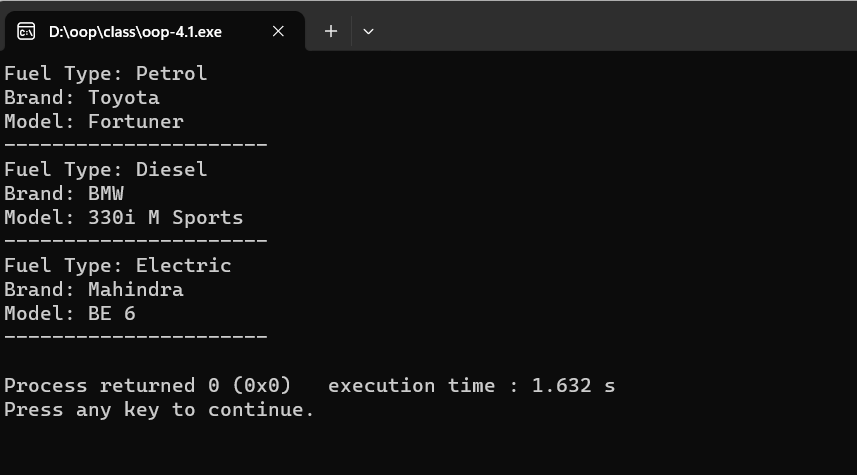 D:\oop\class\oop-4.1.exe
Fuel Type: Petrol
Brand: Toyota
Model: Fortuner
----------------------
Fuel Type: Diesel
Brand: BMW
Model: 330i M Sports
----------------------
Fuel Type: Electric
Brand: Mahindra
Model: BE 6
----------------------
Process returned 0 (0x0)   execution time : 1.632 s
Press any key to continue.